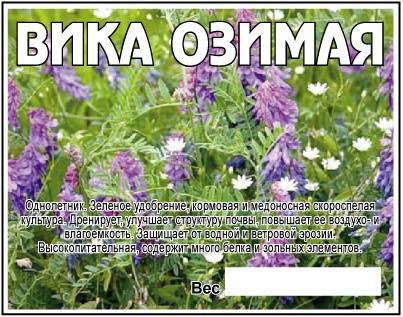 ВИКА ОЗИМАЯ
Однолетник. Зеленое удобрение, кормовая и медоносная скороспелая
культура. Дренирует, улучшает структуру почвы, повышает её воздухо- и
влагоемкость. Защищает от водной и ветровой эрозии.
Высокопитательная, содержит много белка и зольных элементов.
Вес